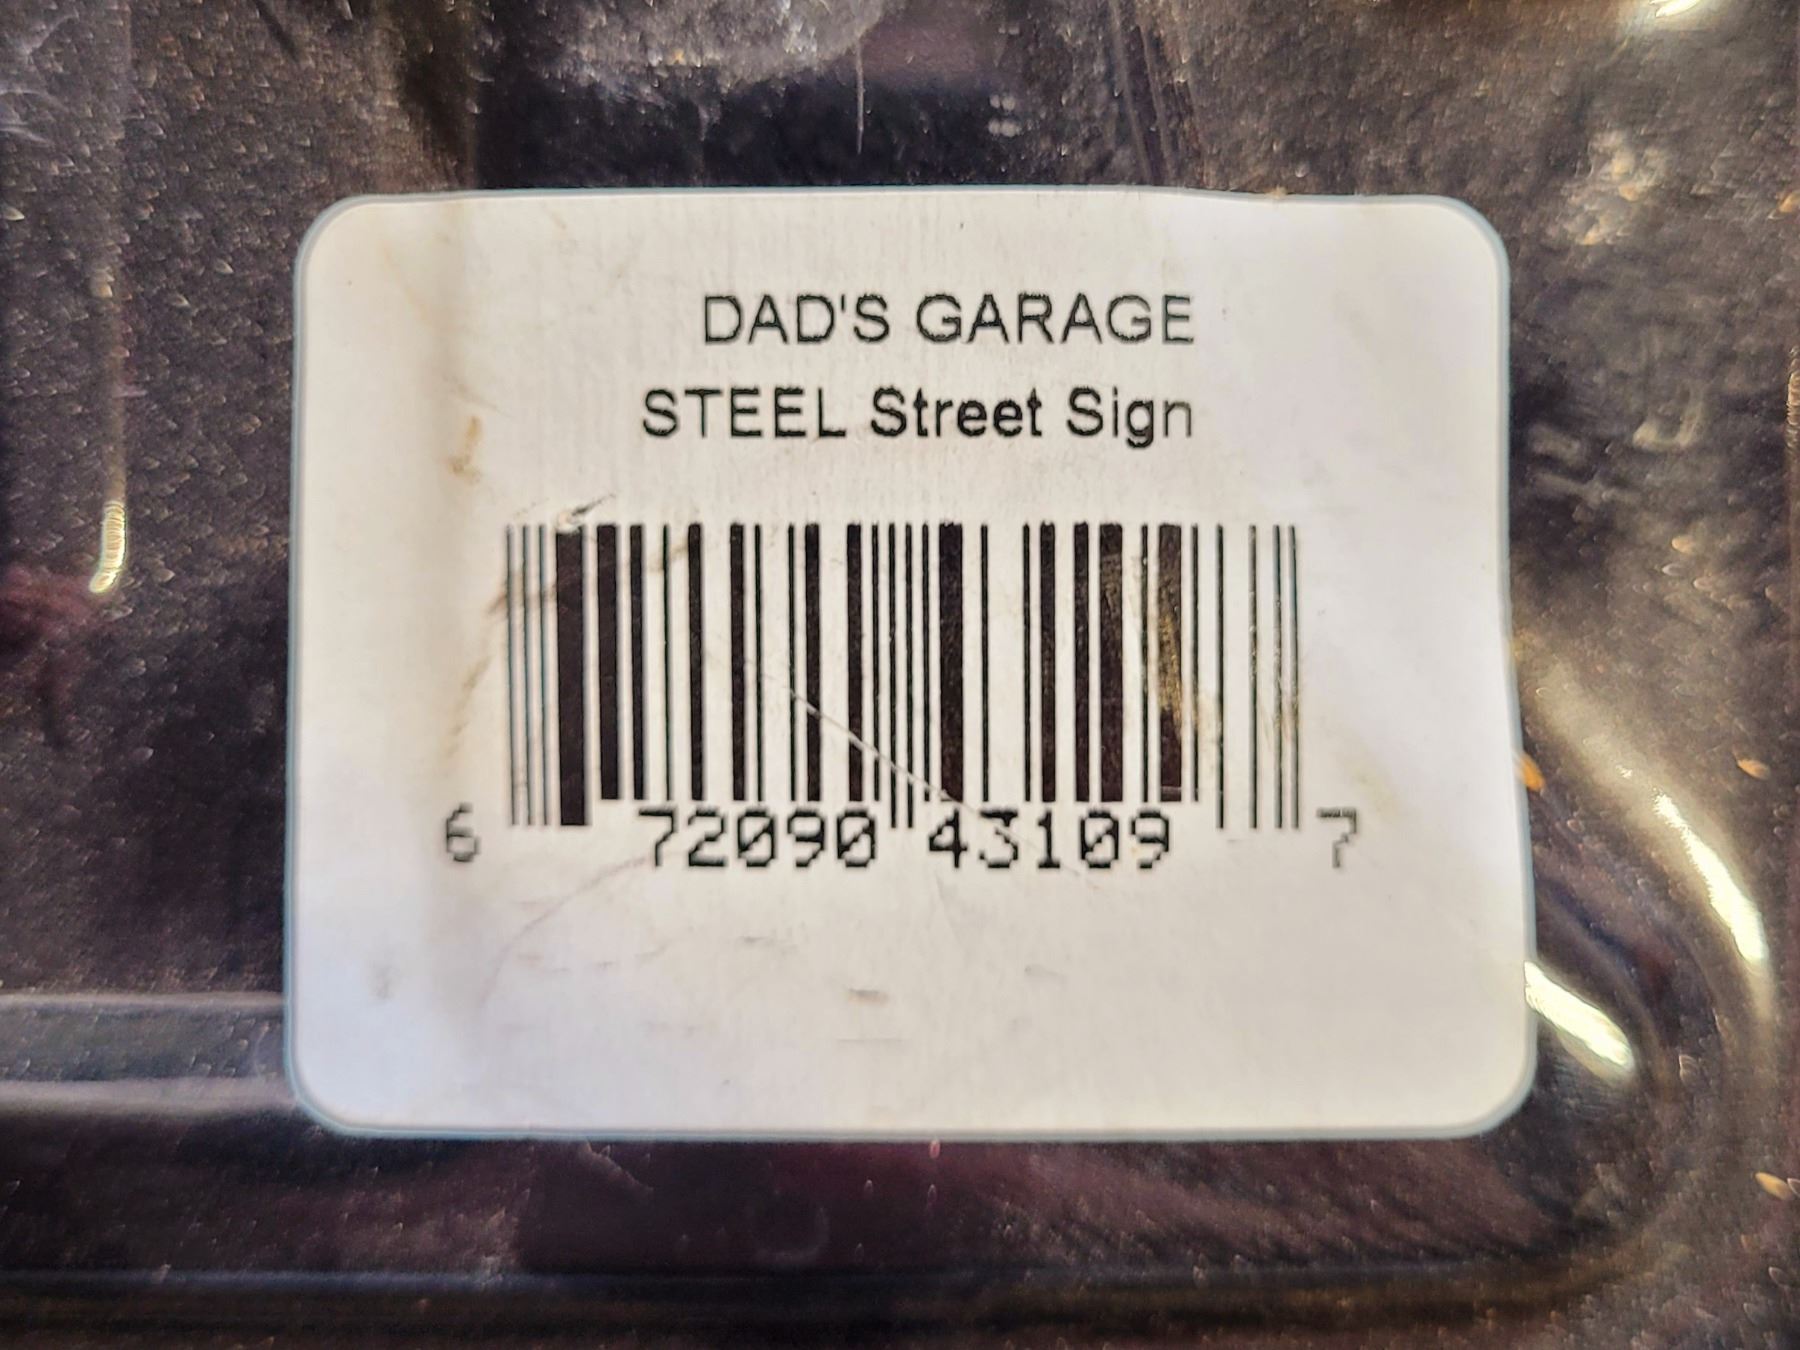 DAD'S GARAGE
STEEL Street Sign
6 72090 43109 7